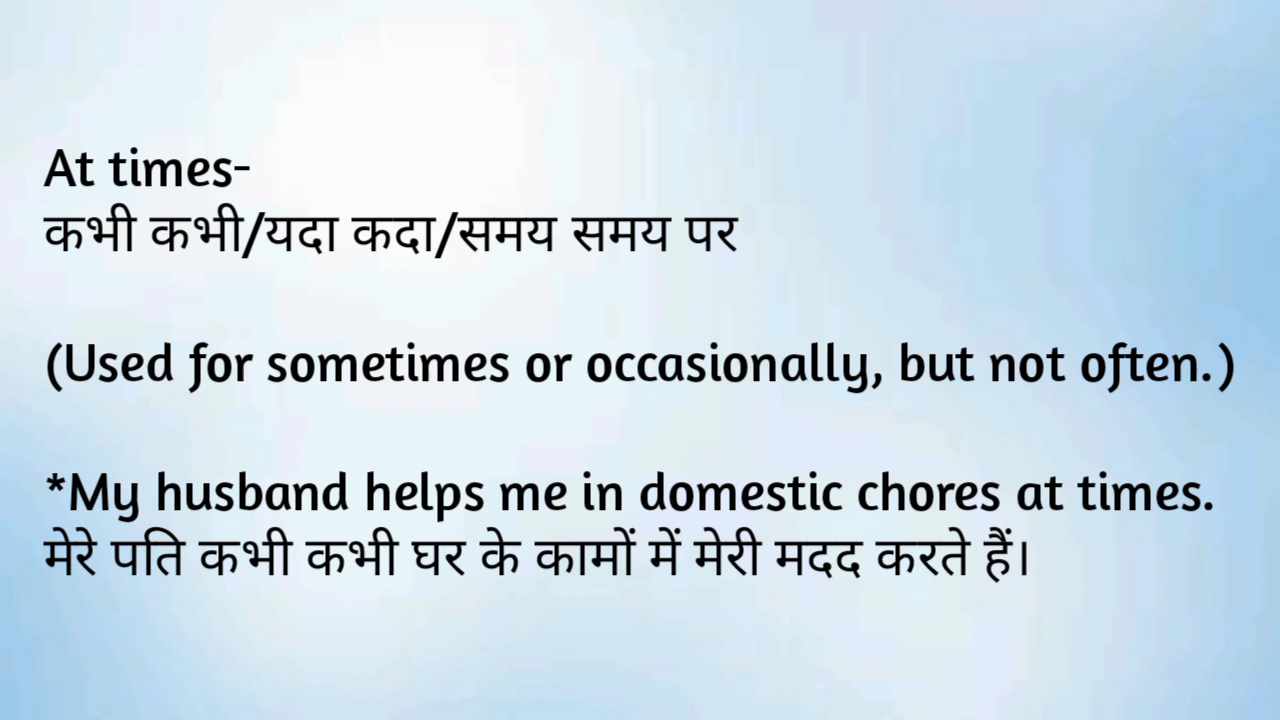 At times-
कभी कभी/यदा कदा/समय समय पर
(Used for sometimes or occasionally, but not often.)
*My husband helps me in domestic chores at times.
मेरे पति कभी कभी घर के कामों में मेरी मदद करते हैं।